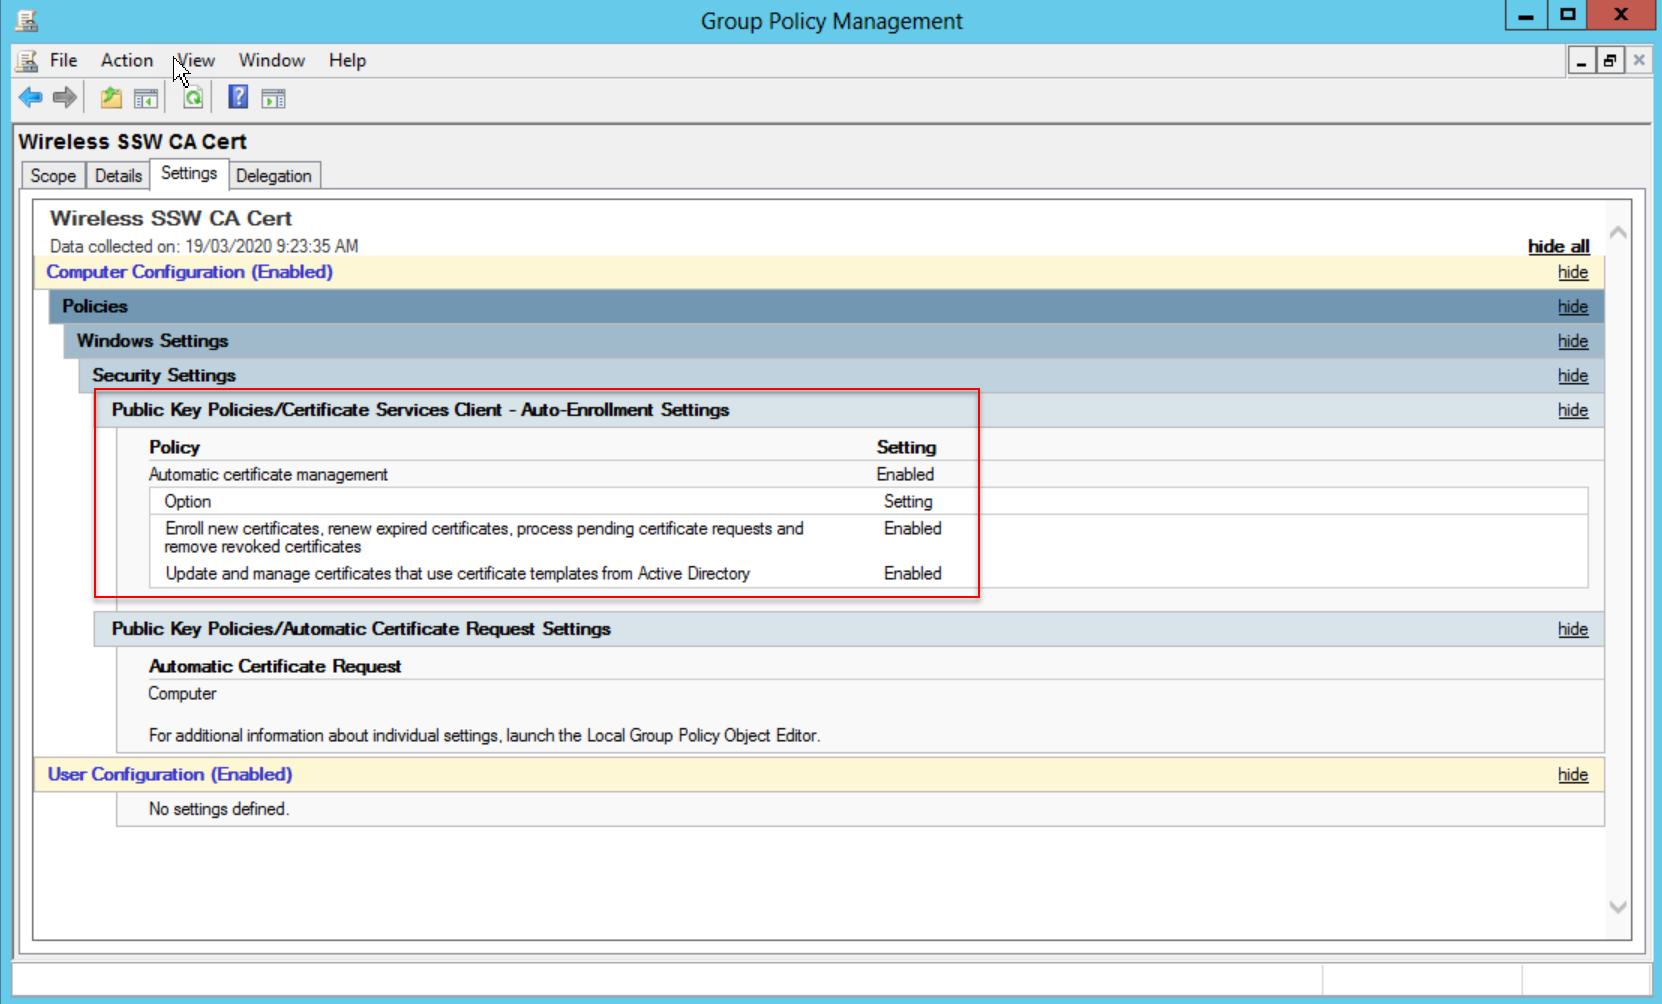 Group Policy Management
File Action View Window Help
Wireless SSW CA Cert
Scope Details Settings Delegation
Wireless SSW CA Cert
Data collected on: 19/03/2020 9:23:35 AM
hide all
Computer Configuration (Enabled) hide
Policies hide
Windows Settings hide
Security Settings hide
Public Key Policies/Certificate Services Client - Auto-Enrollment Settings hide
Policy Setting
Automatic certificate management Enabled
Option Setting
Enroll new certificates, renew expired certificates, process pending certificate requests and Enabled
remove revoked certificates
Update and manage certificates that use certificate templates from Active Directory Enabled
Public Key Policies/Automatic Certificate Request Settings hide
Automatic Certificate Request
Computer
For additional information about individual settings, launch the Local Group Policy Object Editor.
User Configuration (Enabled) hide
No settings defined.